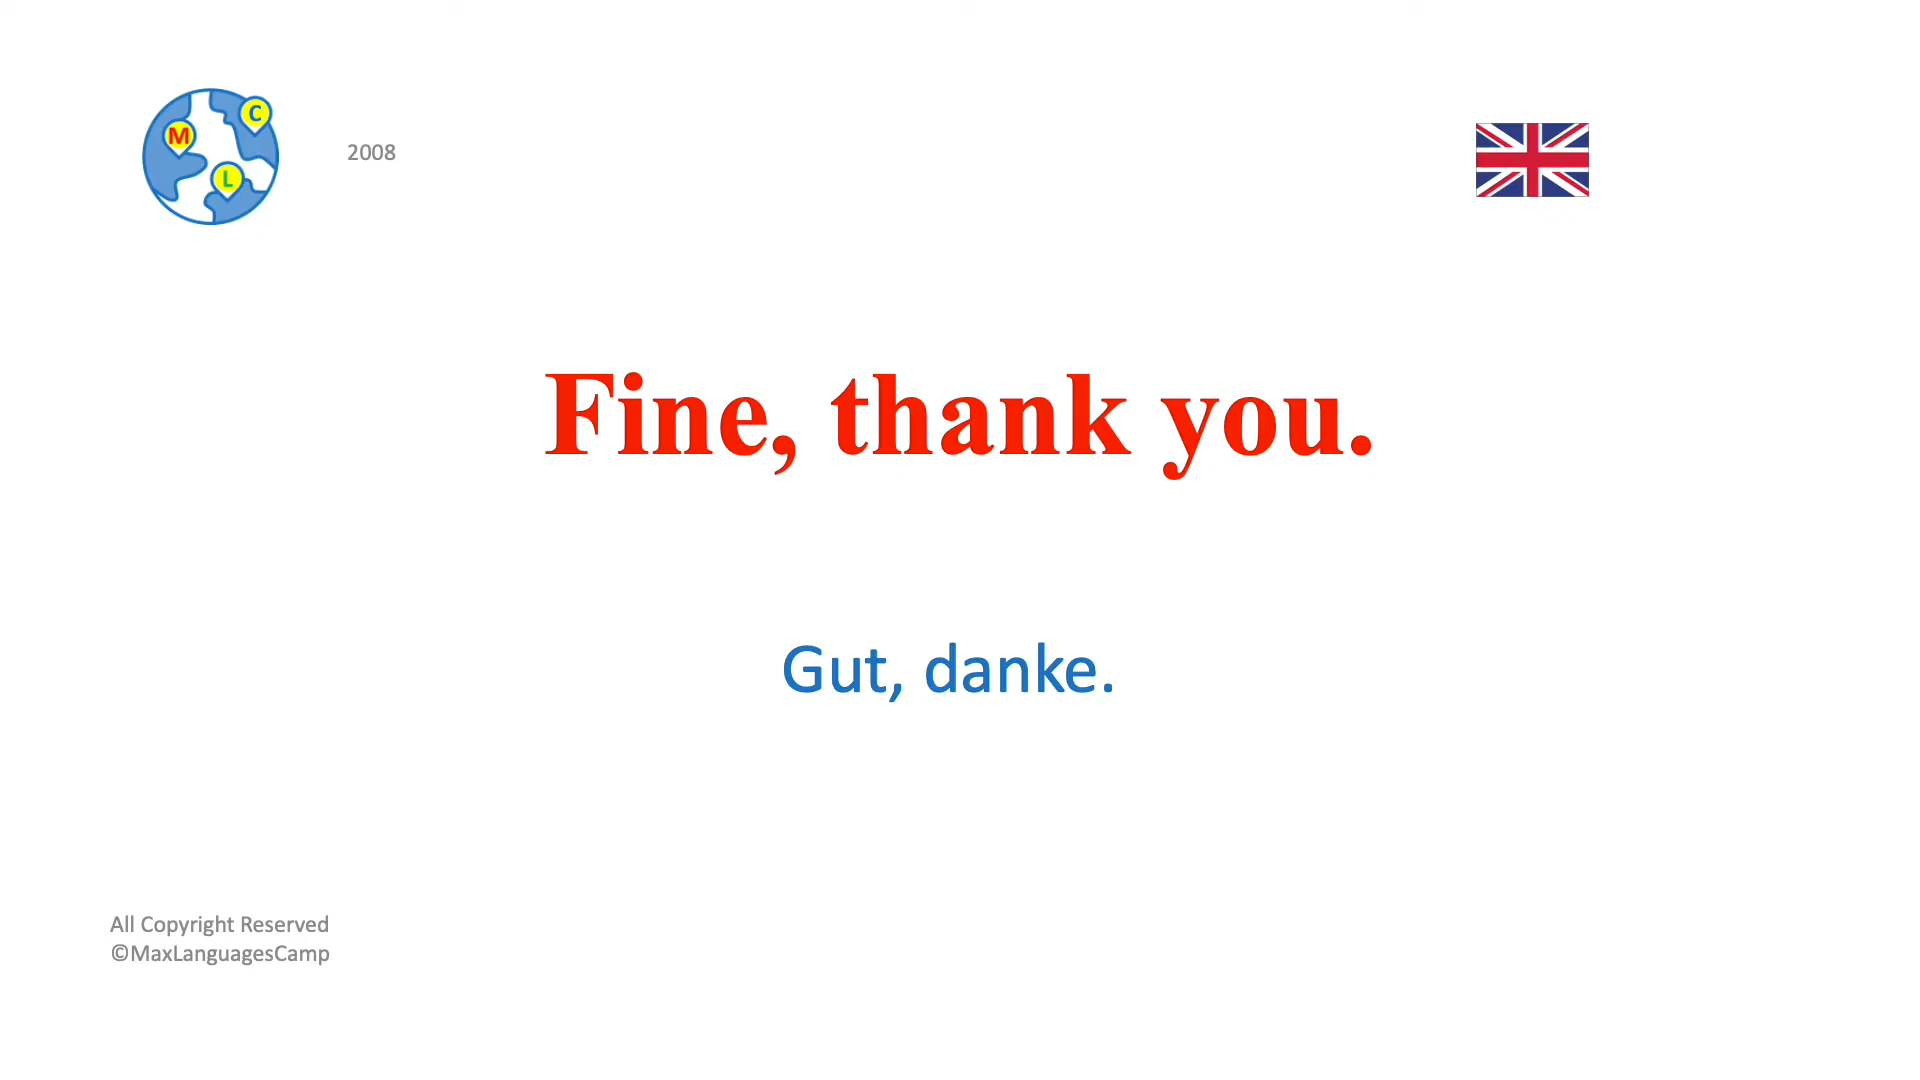 M
C
L
2008
Fine, thank you.
Gut, danke.
All Copyright Reserved
©MaxLanguagesCamp